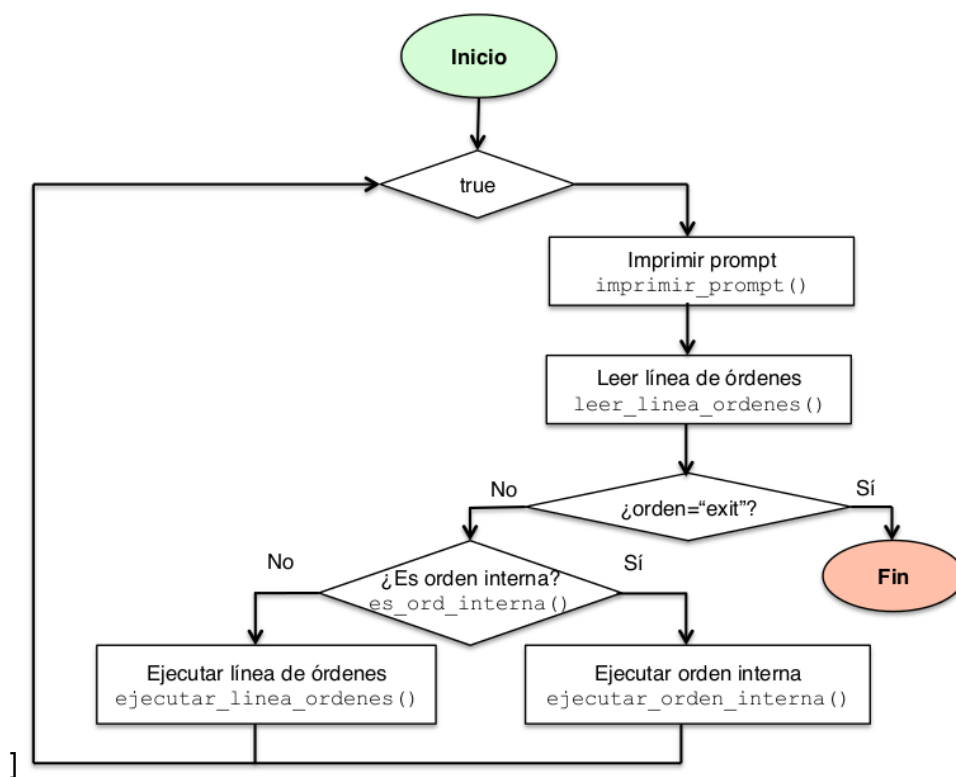 Inicio
true
Imprimir prompt
imprimir_prompt()
Leer línea de órdenes
leer_linea_ordenes()
No
Sí
¿orden=“exit”?
No
Sí
¿Es orden interna?
es_ord_interna()
Fin
Ejecutar línea de órdenes
ejecutar_linea_ordenes()
Ejecutar orden interna
ejecutar_orden_interna()
]